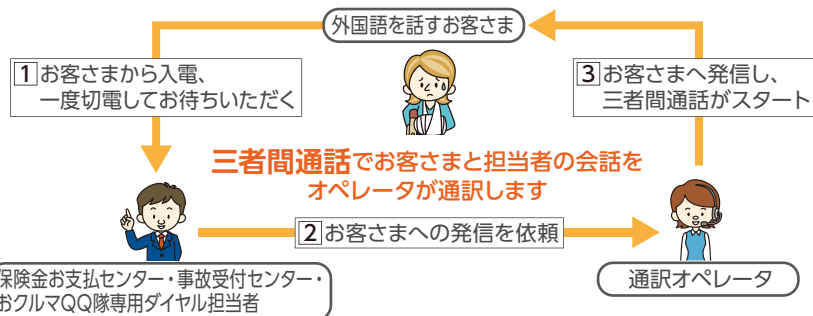 外国語を話すお客さま
1 お客さまから入電、
一度切電してお待ちいただく
3 お客さまへ発信し、
三者間通話がスタート
三者間通話でお客さまと担当者の会話を
オペレータが通訳します
2 お客さまへの発信を依頼
保険金お支払センター・事故受付センター・
おクルマQQ隊専用ダイヤル担当者
通訳オペレータ